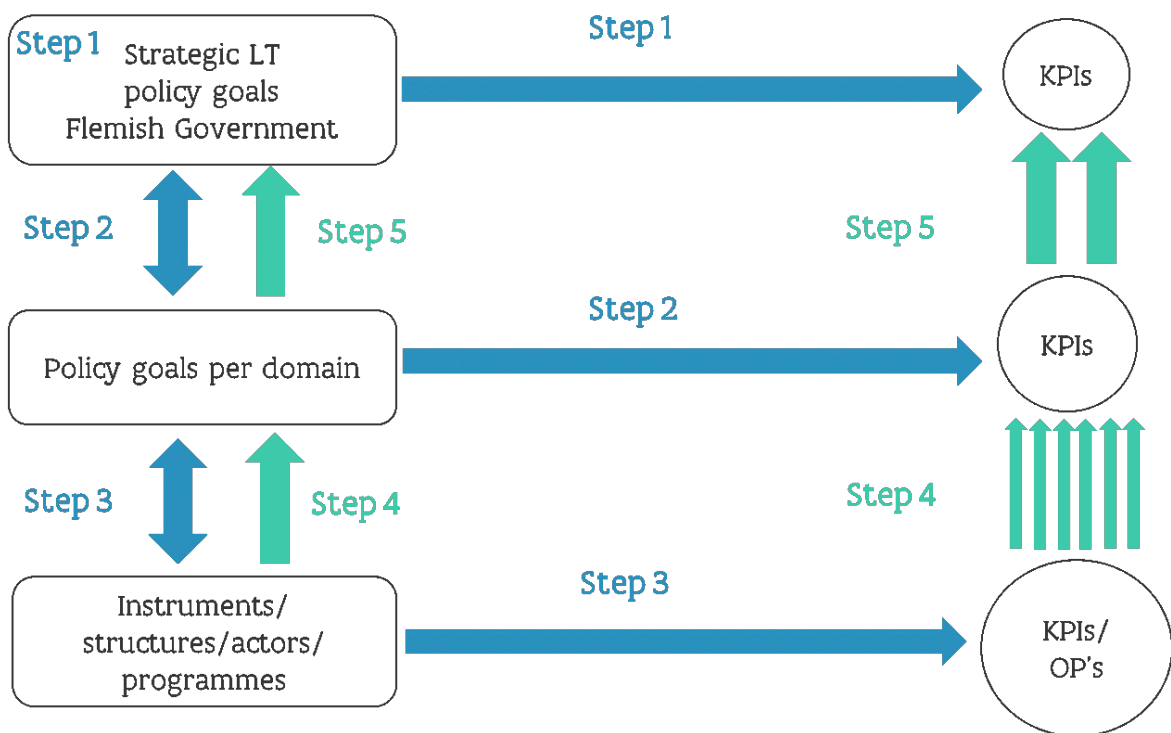 Step 1
Strategic LT
policy goals
Flemish Government
Step 1
KPIs
Step 2
Step 5
Step 5
Policy goals per domain
Step 2
KPIs
Step 3
Step 4
Step 4
Instruments/
structures/actors/
programmes
Step 3
KPIs/
OP's